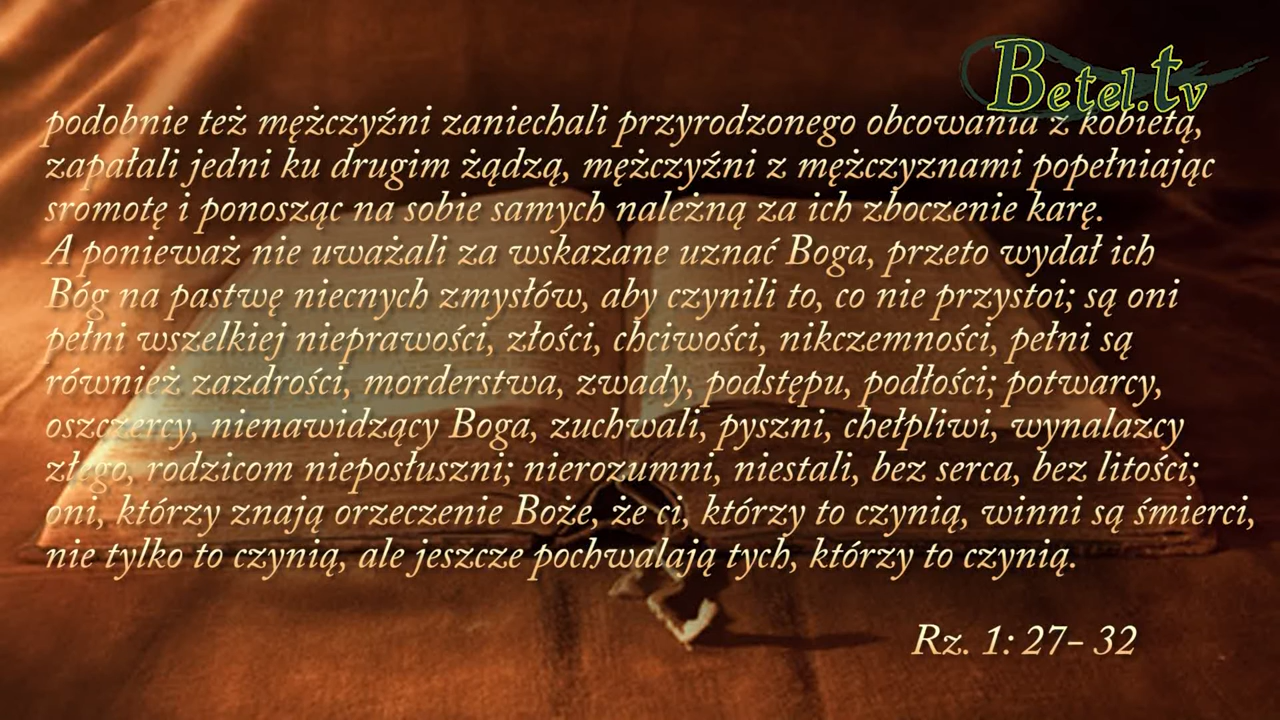 Betel.tv
podobnie też mężczyźni zaniechali przyrodzonego obcowania z kobietą,
zapałali jedni ku drugim żądzą, mężczyźni z mężczyznami popełniając
sromotę i ponosząc na sobie samych należną za ich zboczenie karę.
A ponieważ nie uważali za wskazane uznać Boga, przeto wydał ich
Bóg na pastwę niecnych zmysłów, aby czynili to, co nie przystoi; są oni
pełni wszelkiej nieprawości, złości, chciwości, nikczemności, pełni są
również zazdrości, morderstwa, zwady, podstępu, podłości; potwarcy,
oszczercy, nienawidzący Boga, zuchwali, pyszni, chełpliwi, wynalazcy
złego, rodzicom nieposłuszni; nierozumni, niestali, bez serca, bez litości;
oni, którzy znają orzeczenie Boże, że ci, którzy to czynią, winni są śmierci,
nie tylko to czynią, ale jeszcze pochwalają tych, którzy to czynią.
Rz. 1: 27- 32